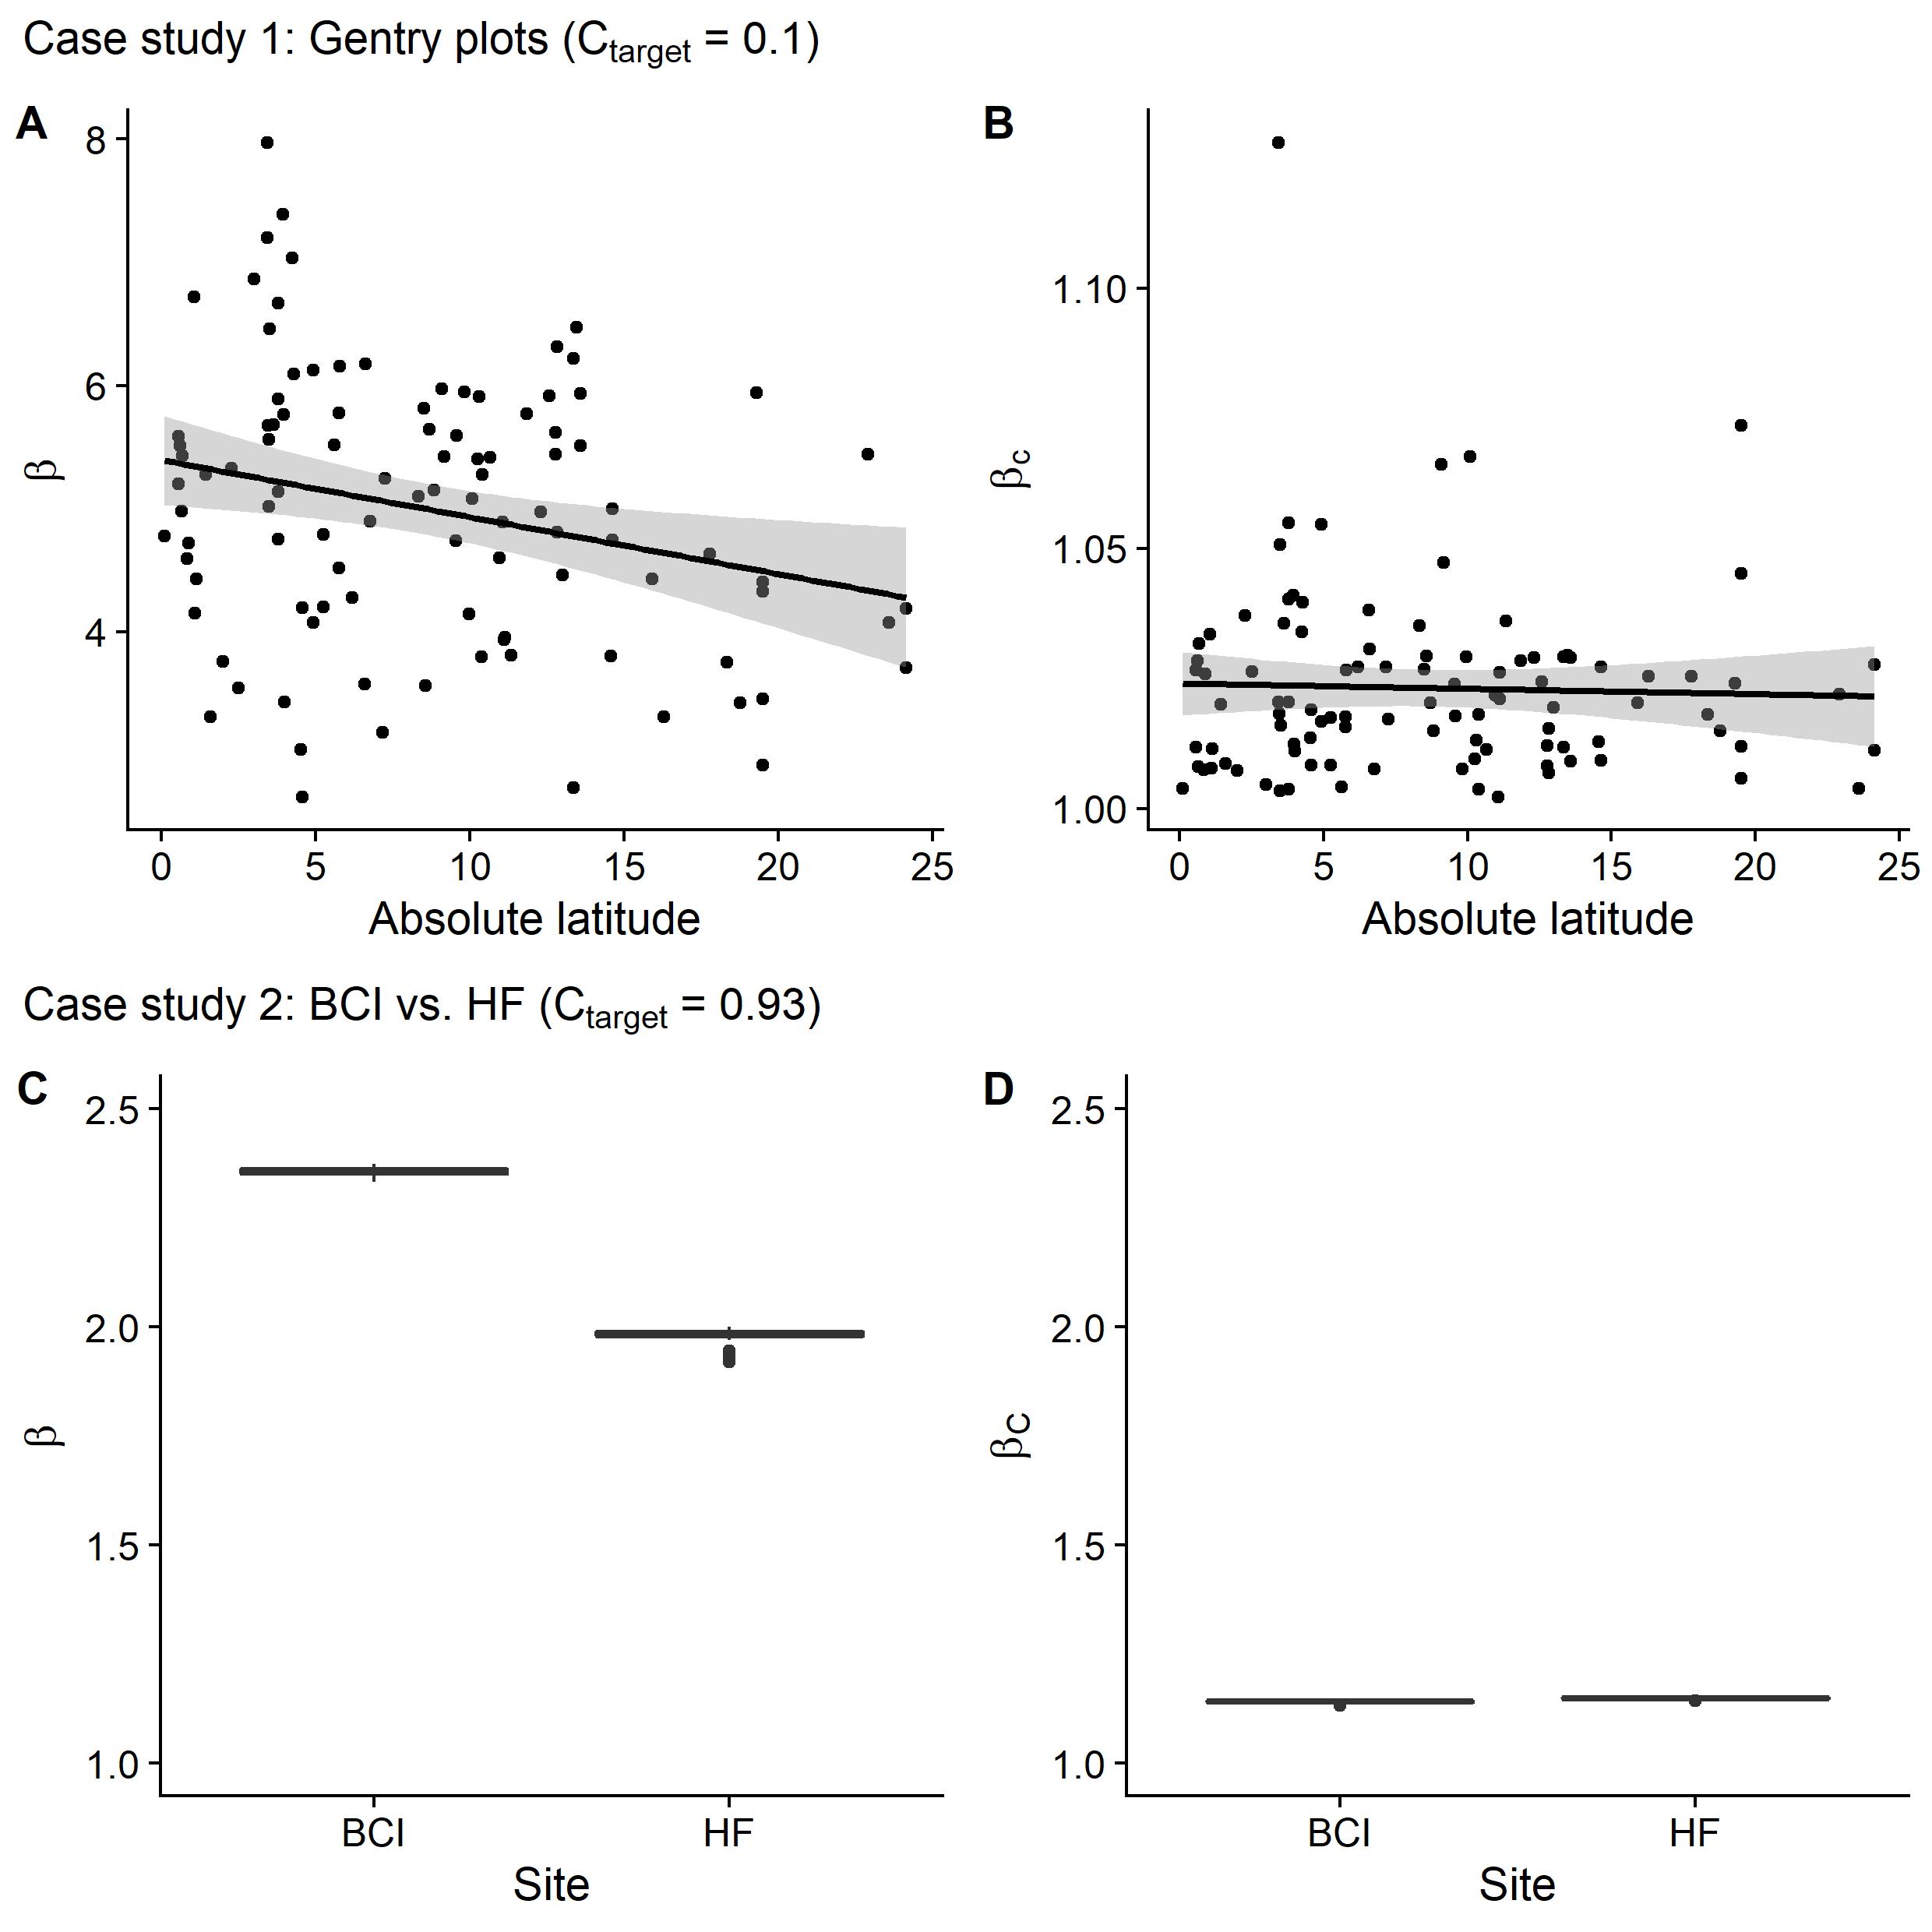 Case study 1: Gentry plots (Ctarget = 0.1)
A
B
8
6
4
β
0 5 10 15 20 25
Absolute latitude
1.10
1.05
1.00
βc
0 5 10 15 20 25
Absolute latitude
Case study 2: BCI vs. HF (Ctarget = 0.93)
C
D
2.5
2.0
1.5
1.0
β
BCI HF
Site
2.5
2.0
1.5
1.0
βC
BCI HF
Site